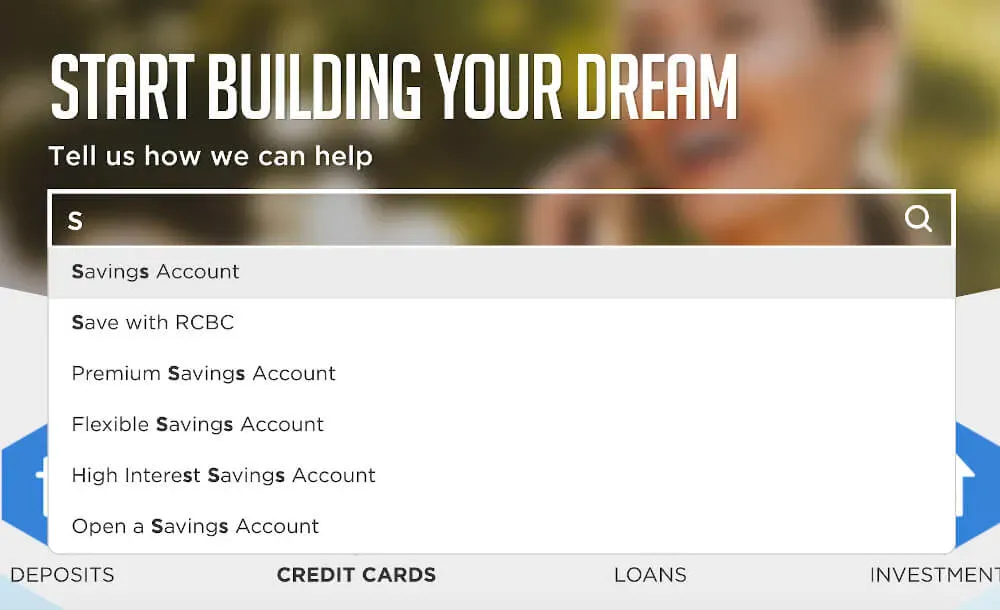 START BUILDING YOUR DREAM
Tell us how we can help
S
Savings Account
Save with RCBC
Premium Savings Account
Flexible Savings Account
High Interest Savings Account
Open a Savings Account
DEPOSITS CREDIT CARDS LOANS INVESTMENT